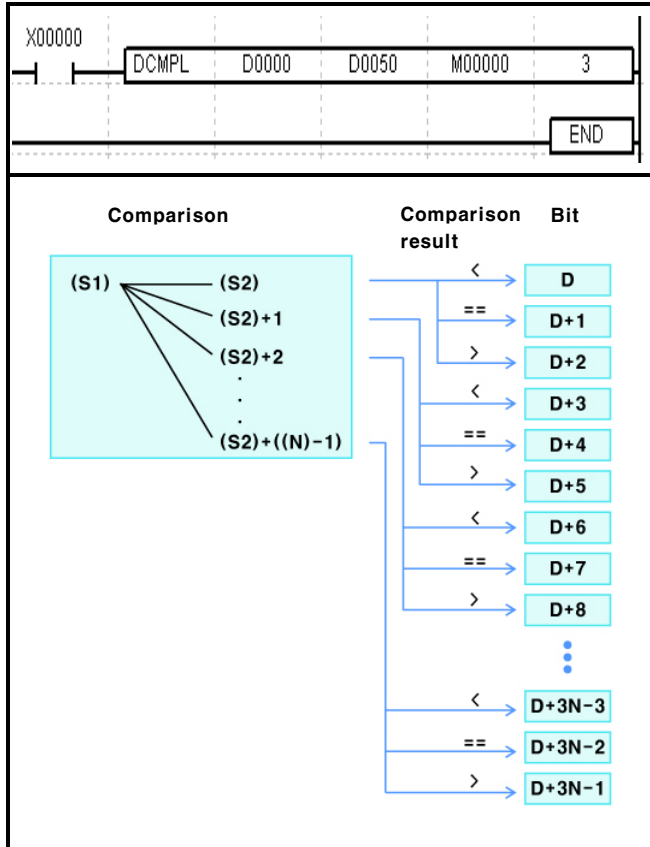 X00000
DCMPL D0000 D0050 M00000 3
END
Comparison
Comparison result
Bit
(S1) (S2)
(S2)+1
(S2)+2
.
.
.
(S2)+((N)-1)
< D
== D+1
> D+2
< D+3
== D+4
> D+5
< D+6
== D+7
> D+8
< D+3N-3
== D+3N-2
> D+3N-1